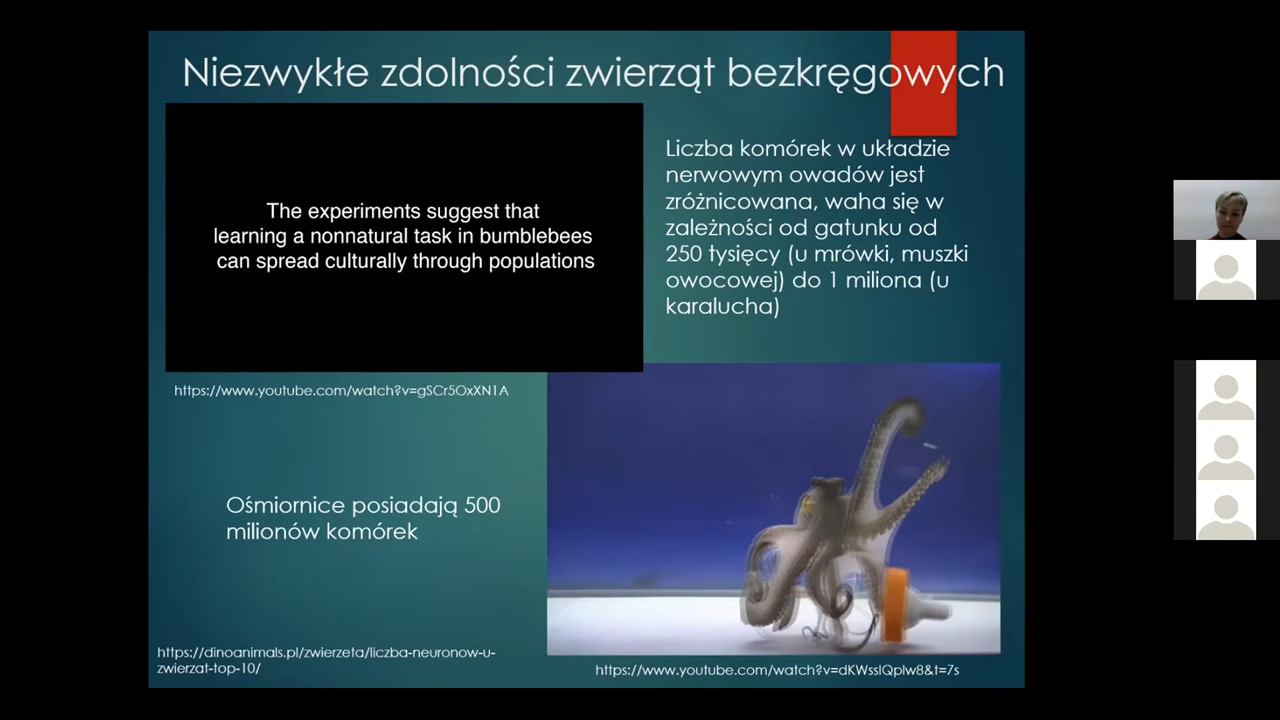 Niezwykłe zdolności zwierząt bezkręgowych
The experiments suggest that
learning a nonnatural task in bumblebees
can spread culturally through populations
Liczba komórek w układzie
nerwowym owadów jest
zróżnicowana, waha się w
zależności od gatunku od
250 tysięcy (u mrówki, muszki
owocowej) do 1 miliona (u
karalucha)
https://www.youtube.com/watch?v=gSCr5OxXN1A
Ośmiornice posiadają 500
milionów komórek
https://dinoanimals.pl/zwierzeta/liczba-neuronow-u-
zwierzat-top-10/
https://www.youtube.com/watch?v=dKWssIQpIw8&t=7s